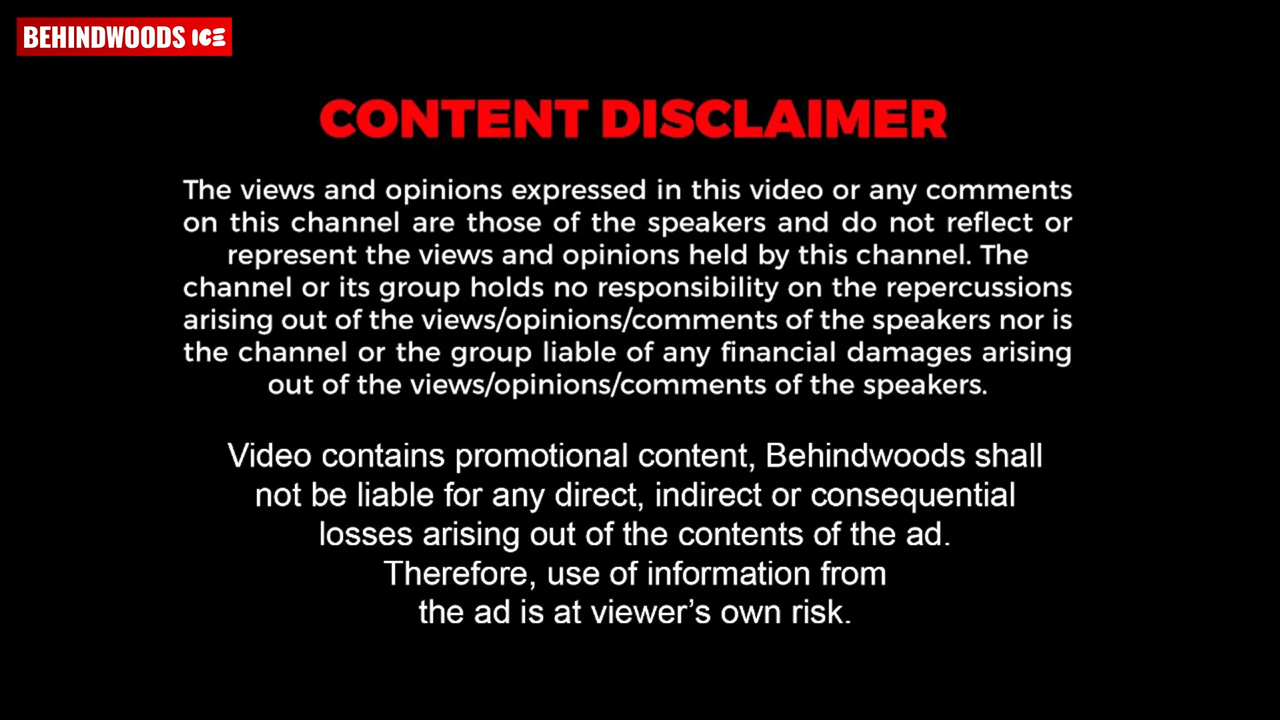 BEHINDWOODS ICE
CONTENT DISCLAIMER
The views and opinions expressed in this video or any comments
on this channel are those of the speakers and do not reflect or
represent the views and opinions held by this channel. The
channel or its group holds no responsibility on the repercussions
arising out of the views/opinions/comments of the speakers nor is
the channel or the group liable of any financial damages arising
out of the views/opinions/comments of the speakers.
Video contains promotional content, Behindwoods shall
not be liable for any direct, indirect or consequential
losses arising out of the contents of the ad.
Therefore, use of information from
the ad is at viewer’s own risk.